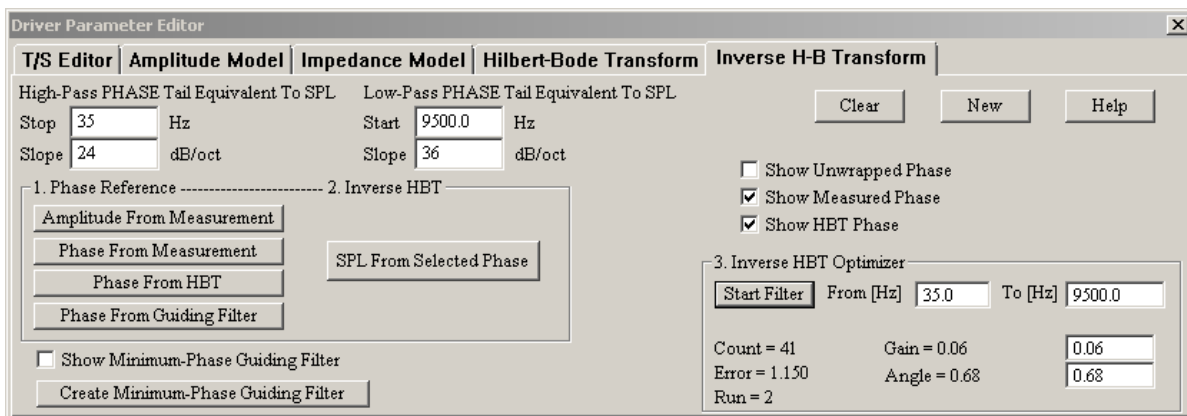 Driver Parameter Editor
T/S Editor Amplitude Model Impedance Model Hilbert-Bode Transform Inverse H-B Transform
High-Pass PHASE Tail Equivalent To SPL Low-Pass PHASE Tail Equivalent To SPL
Stop 35 Hz Start 9500.0 Hz
Slope 24 dB/oct Slope 36 dB/oct
Clear New Help
1. Phase Reference -------------------------- 2. Inverse HBT
Amplitude From Measurement
Phase From Measurement
Phase From HBT
Phase From Guiding Filter
SPL From Selected Phase
Show Minimum-Phase Guiding Filter
Create Minimum-Phase Guiding Filter
Show Unwrapped Phase
Show Measured Phase
Show HBT Phase
3. Inverse HBT Optimizer
Start Filter From [Hz] 35.0 To [Hz] 9500.0
Count = 41 Gain = 0.06 0.06
Error = 1.150 Angle = 0.68 0.68
Run = 2